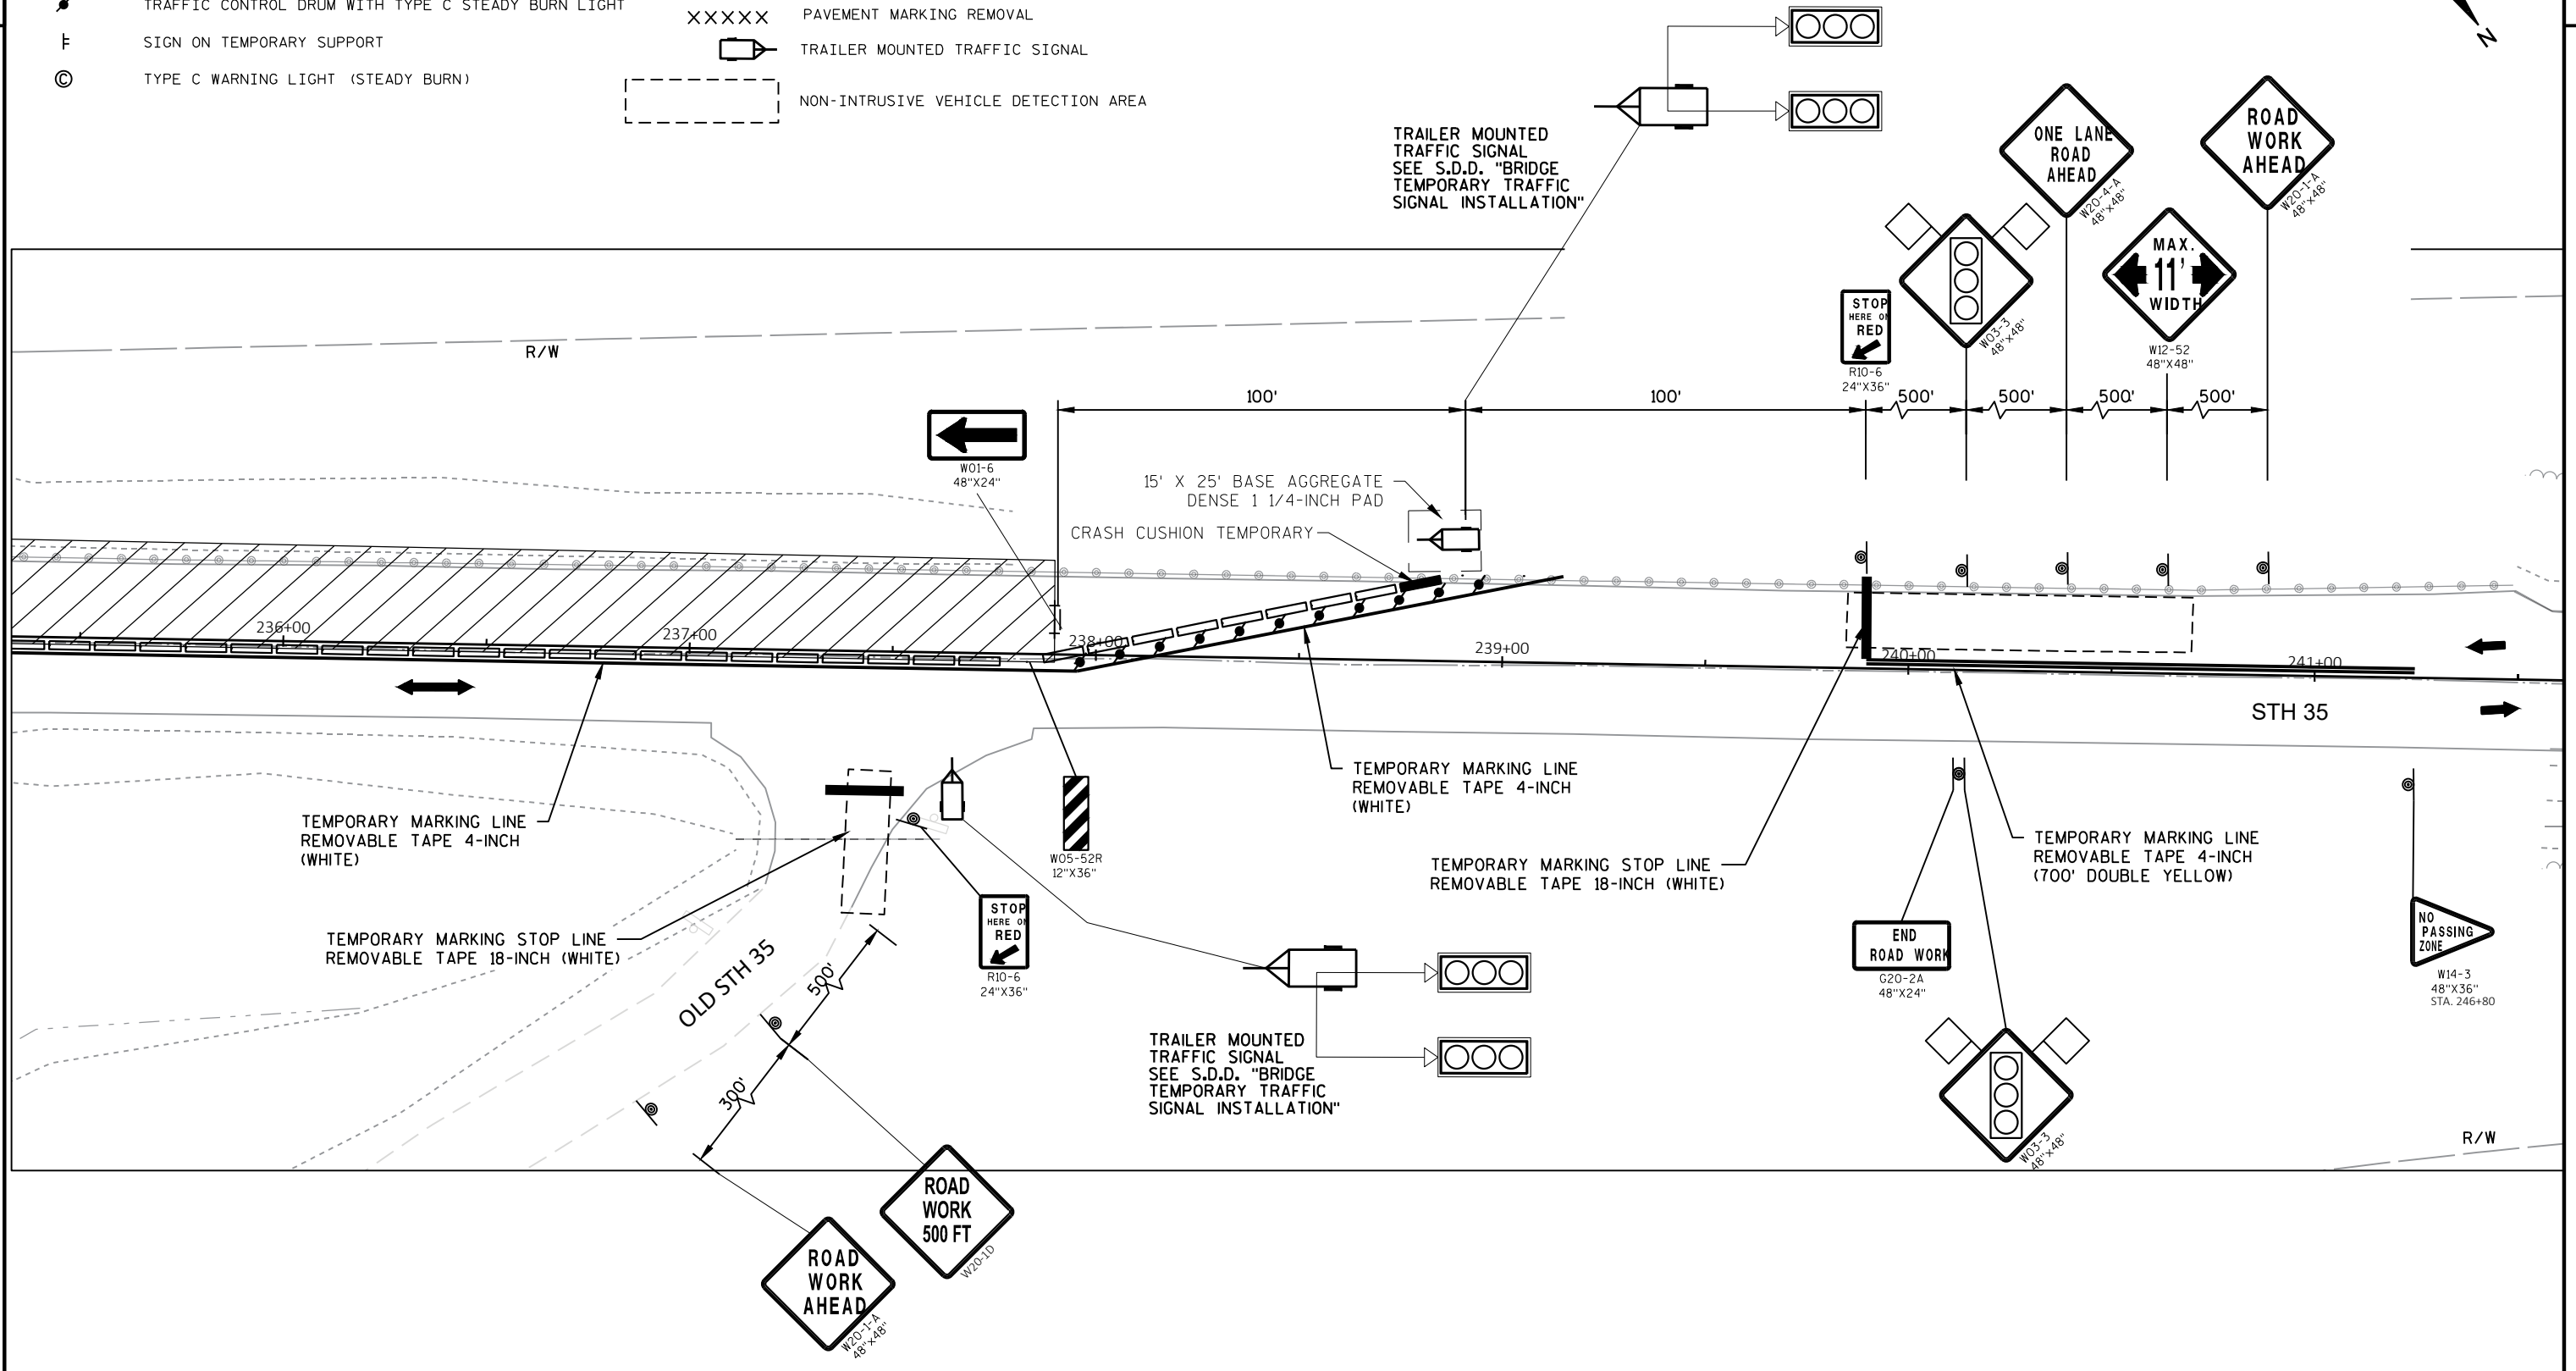 TRAFFIC CONTROL DRUM WITH TYPE C STEADY BURN LIGHT
SIGN ON TEMPORARY SUPPORT
C
TYPE C WARNING LIGHT (STEADY BURN)
PAVEMENT MARKING REMOVAL
TRAILER MOUNTED TRAFFIC SIGNAL
NON-INTRUSIVE VEHICLE DETECTION AREA
N
TRAILER MOUNTED
TRAFFIC SIGNAL
SEE S.D.D. "BRIDGE
TEMPORARY TRAFFIC
SIGNAL INSTALLATION"
ONE LANE
ROAD
AHEAD
W20-4-A
48"x48"
ROAD
WORK
AHEAD
W20-1-A
48"x48"
W03-3
48"x48"
MAX.
11'
WIDTH
W12-52
48"X48"
STOP
HERE ON
RED
R10-6
24"X36"
R/W
100'
100'
500'
500'
500'
500'
W01-6
48"X24"
15' X 25' BASE AGGREGATE
DENSE 1 1/4-INCH PAD
CRASH CUSHION TEMPORARY
236+00
237+00
238+00
239+00
240+00
241+00
STH 35
TEMPORARY MARKING LINE
REMOVABLE TAPE 4-INCH
(WHITE)
TEMPORARY MARKING LINE
REMOVABLE TAPE 4-INCH
(WHITE)
W05-52R
12"X36"
TEMPORARY MARKING STOP LINE
REMOVABLE TAPE 18-INCH (WHITE)
TEMPORARY MARKING LINE
REMOVABLE TAPE 4-INCH
(700' DOUBLE YELLOW)
TEMPORARY MARKING STOP LINE
REMOVABLE TAPE 18-INCH (WHITE)
STOP
HERE ON
RED
R10-6
24"X36"
END
ROAD WORK
G20-2A
48"X24"
NO
PASSING
ZONE
W14-3
48"X36"
STA. 246+80
OLD STH 35
500'
300'
TRAILER MOUNTED
TRAFFIC SIGNAL
SEE S.D.D. "BRIDGE
TEMPORARY TRAFFIC
SIGNAL INSTALLATION"
W03-3
48"x48"
R/W
ROAD
WORK
500 FT
W20-1D
ROAD
WORK
AHEAD
W20-1-A
48"x48"